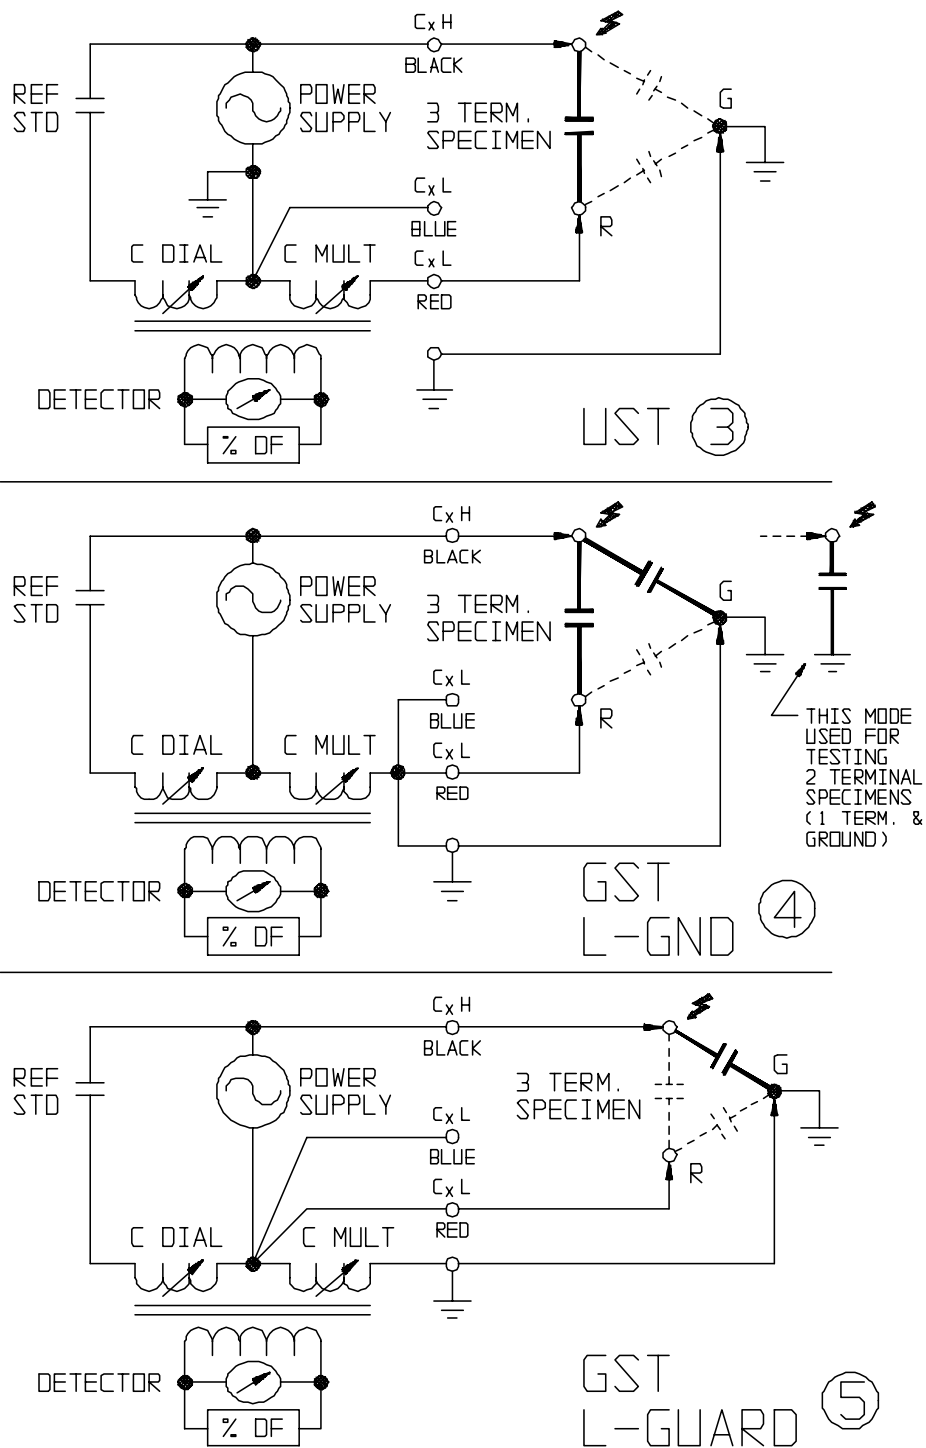 CxH
BLACK
REF
STD
POWER
SUPPLY
3 TERM.
SPECIMEN
G
CxL
BLUE
R
C DIAL
C MULT
CxL
RED
DETECTOR
% DF
UST 3
CxH
BLACK
REF
STD
POWER
SUPPLY
3 TERM.
SPECIMEN
G
CxL
BLUE
R
C DIAL
C MULT
CxL
RED
THIS MODE
USED FOR
TESTING
2 TERMINAL
SPECIMENS
(1 TERM. &
GROUND)
DETECTOR
% DF
GST
L-GND
4
CxH
BLACK
REF
STD
POWER
SUPPLY
3 TERM.
SPECIMEN
G
CxL
BLUE
R
CxL
RED
C DIAL
C MULT
DETECTOR
% DF
GST
L-GUARD
5